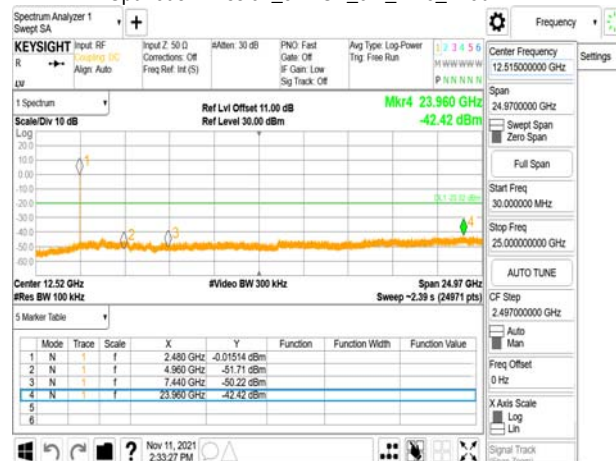 Spectrum Analyzer 1
Swept SA
Frequency
Settings
KEYSIGHT Input: RF Input Z: 50 Ω #Atten: 30 dB PNO: Fast Avg Type: Log-Power 1 2 3 4 5 6
R Coupling: DC Corrections: Off Gate: Off Trig: Free Run M W W W W W
Align: Auto Freq Ref: Int (S) IF Gain: Low P N N N N N
Sig Track: Off
LXI
Center Frequency
12.515000000 GHz
Span
24.9700000 GHz
Swept Span
Zero Span
Full Span
Start Freq
30.000000 MHz
Stop Freq
25.000000000 GHz
AUTO TUNE
CF Step
2.497000000 GHz
Auto
Man
Freq Offset
0 Hz
X Axis Scale
Log
Lin
Signal Track
1 Spectrum
Scale/Div 10 dB
Ref Lvl Offset 11.00 dB
Ref Level 30.00 dBm
Mkr4 23.960 GHz
-42.42 dBm
Log
20.0
10.0
0.00
-10.0
-20.0
-30.0
-40.0
-50.0
-60.0
1
2
3
4
Center 12.52 GHz #Video BW 300 kHz Span 24.97 GHz
#Res BW 100 kHz Sweep ~2.39 s (24971 pts)
5 Marker Table
Mode Trace Scale X Y Function Function Width Function Value
1 N 1 f 2.480 GHz -0.01514 dBm
2 N 1 f 4.960 GHz -51.71 dBm
3 N 1 f 7.440 GHz -50.22 dBm
4 N 1 f 23.960 GHz -42.42 dBm
5
6
?
Nov 11, 2021
2:33:27 PM